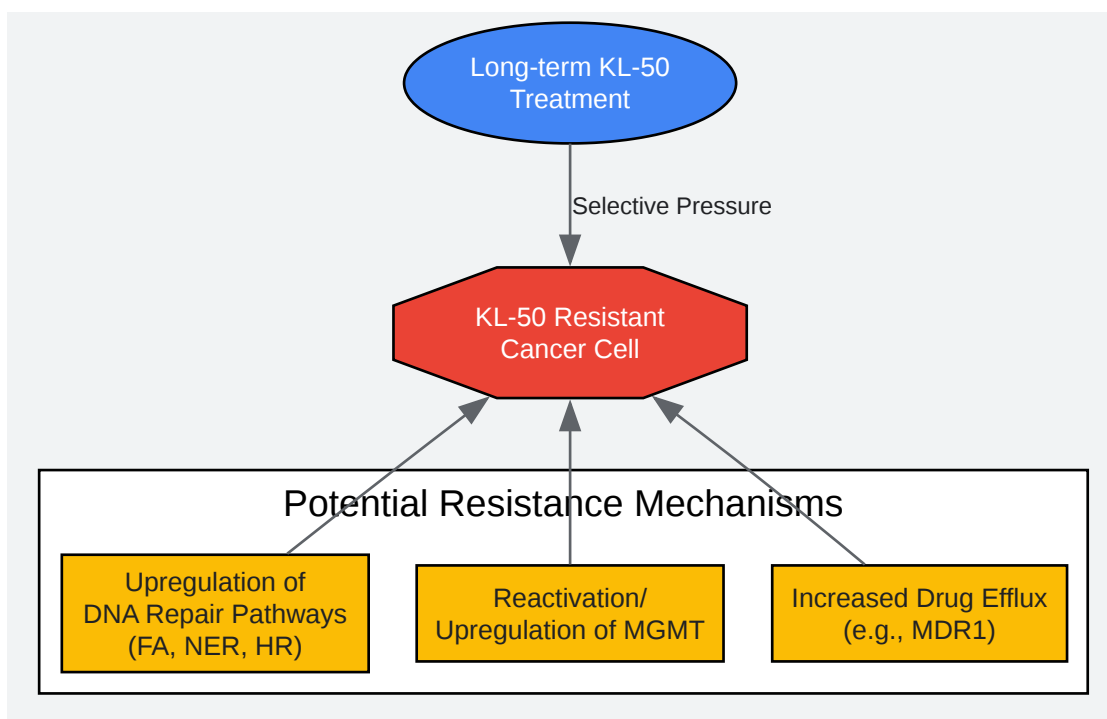 Long-term KL-50
Treatment
Selective Pressure
KL-50 Resistant
Cancer Cell
Potential Resistance Mechanisms
Upregulation of
DNA Repair Pathways
(FA, NER, HR)
Reactivation/
Upregulation of MGMT
Increased Drug Efflux
(e.g., MDR1)